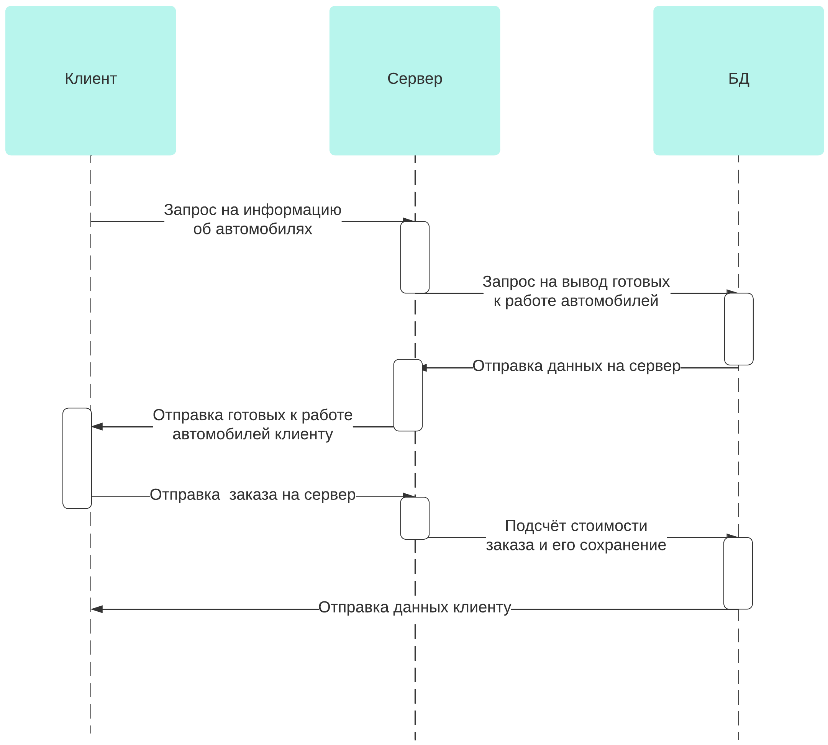 Клиент
Сервер
БД
Запрос на информацию
об автомобилях
Запрос на вывод готовых
к работе автомобилей
Отправка данных на сервер
Отправка готовых к работе
автомобилей клиенту
Отправка  заказа на сервер
Подсчёт стоимости
заказа и его сохранение
Отправка данных клиенту